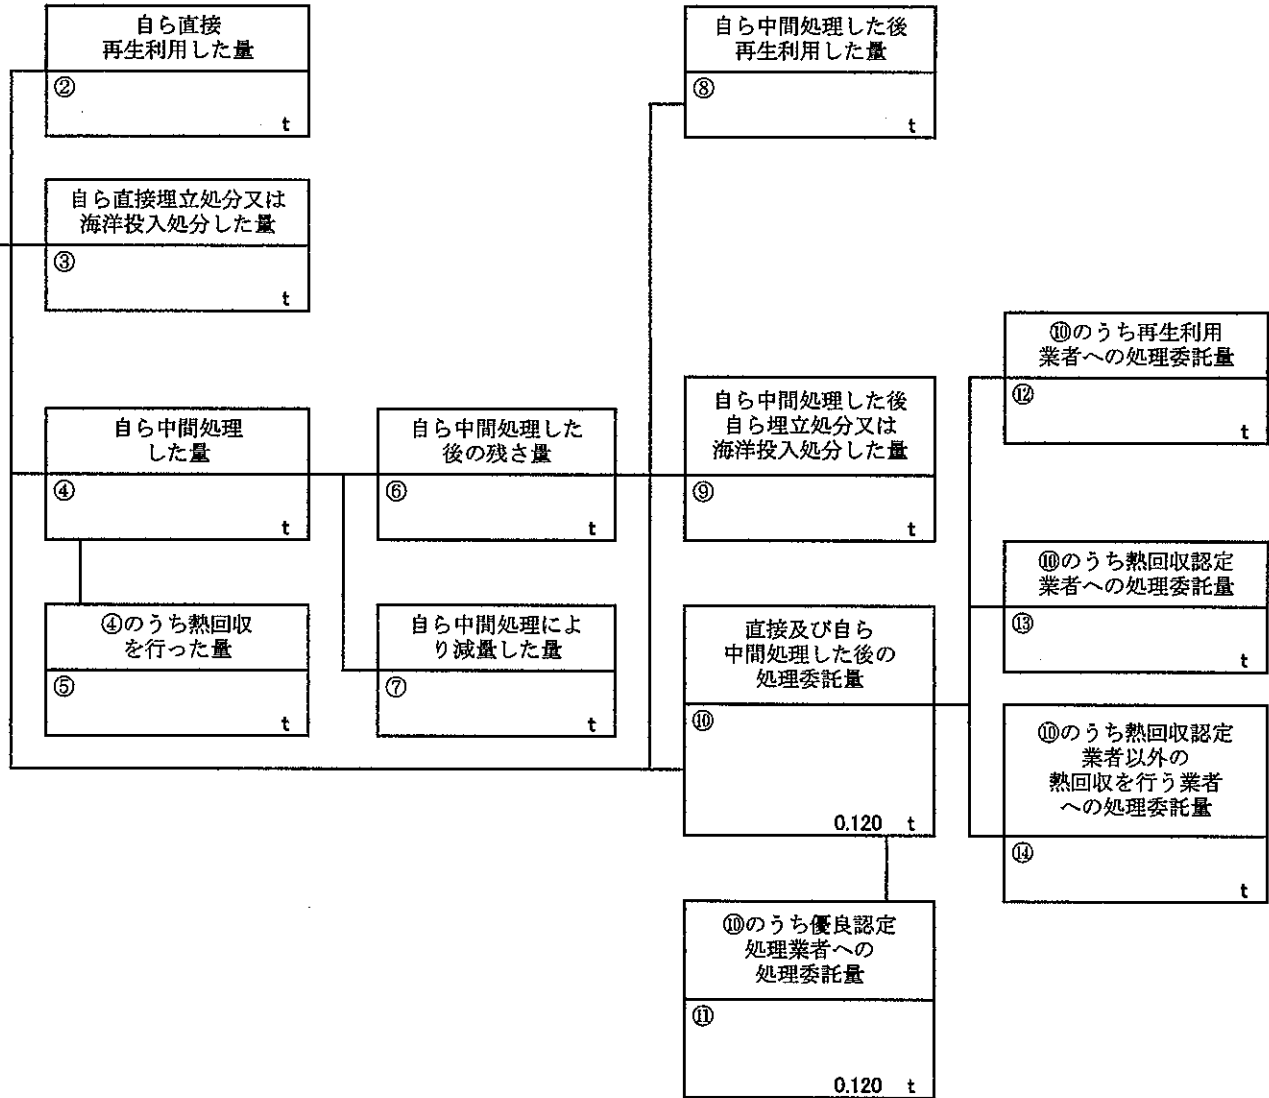 自ら直接
再生利用した量
②
t
自ら直接埋立処分又は
海洋投入処分した量
③
t
自ら中間処理
した量
④
t
④のうち熱回収
を行った量
⑤
t
自ら中間処理した
後の残さ量
⑥
t
自ら中間処理によ
り減量した量
⑦
t
自ら中間処理した後
再生利用した量
⑧
t
自ら中間処理した後
自ら埋立処分又は
海洋投入処分した量
⑨
t
直接及び自ら
中間処理した後の
処理委託量
⑩
0.120 t
⑩のうち優良認定
処理業者への
処理委託量
⑪
0.120 t
⑩のうち再生利用
業者への処理委託量
⑫
t
⑩のうち熱回収認定
業者への処理委託量
⑬
t
⑩のうち熱回収認定
業者以外の
熱回収を行う業者
への処理委託量
⑭
t